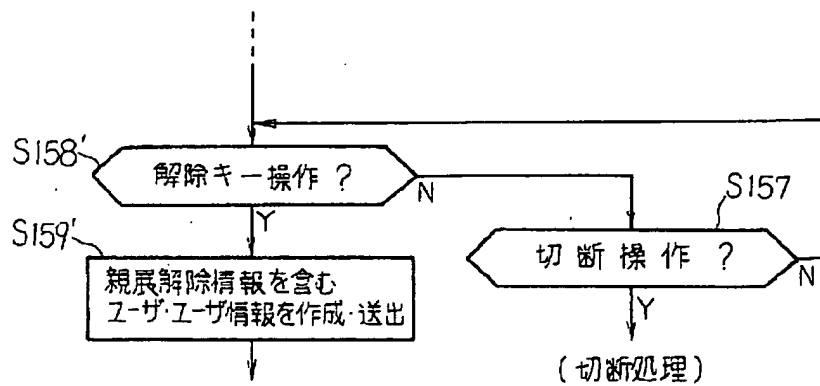 S158'
解除キー操作?
N
S157
Y
S159'
切断操作?
N
親展解除情報を含む
ユーザ・ユーザ情報を作成・送出
Y
(切断処理)